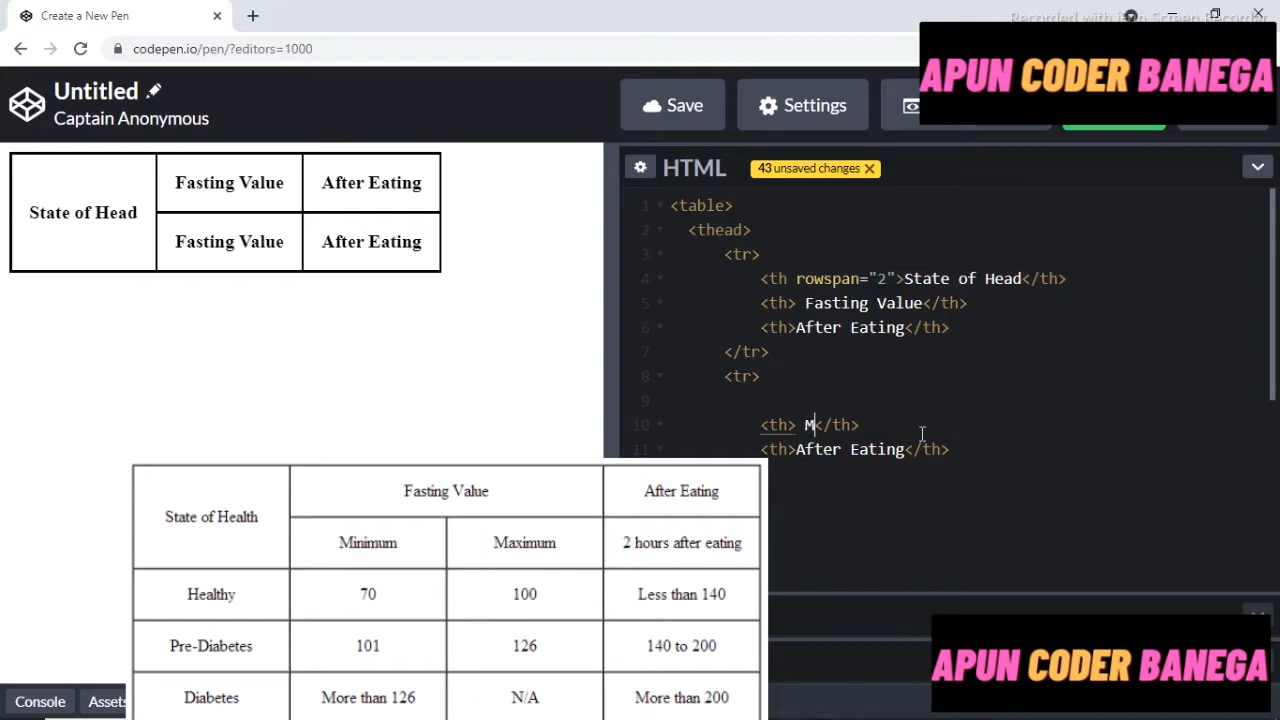 Create a New Pen
codepen.io/pen/?editors=1000
APUN CODER BANEGA
Untitled
Captain Anonymous
Save
Settings
State of Head
Fasting Value
After Eating
Fasting Value
After Eating
HTML
43 unsaved changes
1 <table>
2 <thead>
3 <tr>
4 <th rowspan="2">State of Head</th>
5 <th> Fasting Value</th>
6 <th>After Eating</th>
7 </tr>
8 <tr>
9
10 <th> M</th>
11 <th>After Eating</th>
State of Health
Fasting Value
After Eating
Minimum
Maximum
2 hours after eating
Healthy
70
100
Less than 140
Pre-Diabetes
101
126
140 to 200
Diabetes
More than 126
N/A
More than 200
APUN CODER BANEGA
Console
Assets